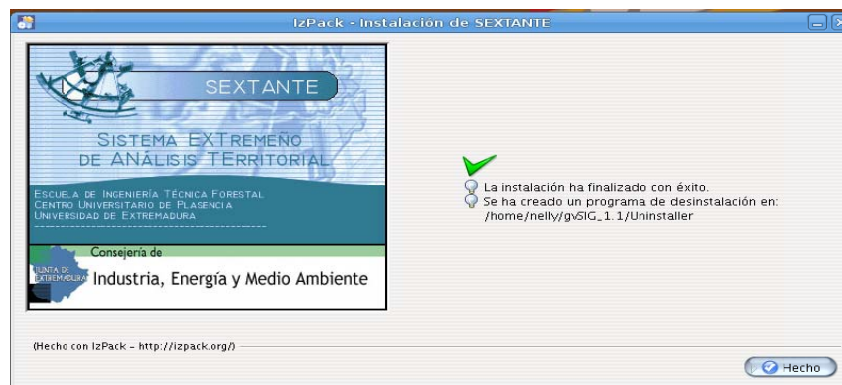 IzPack - Instalación de SEXTANTE
SEXTANTE
SISTEMA EXTREMEÑO
DE ANÁLISIS TERRITORIAL
ESCUELA DE INGENIERÍA TÉCNICA FORESTAL
CENTRO UNIVERSITARIO DE PLASENCIA
UNIVERSIDAD DE EXTREMADURA
Consejería de
JUNTA DE
EXTREMADURA
Industria, Energía y Medio Ambiente
La instalación ha finalizado con éxito.
Se ha creado un programa de desinstalación en:
/home/nelly/gvSIG_1.1/Uninstaller
(Hecho con IzPack - http://izpack.org/)
Hecho